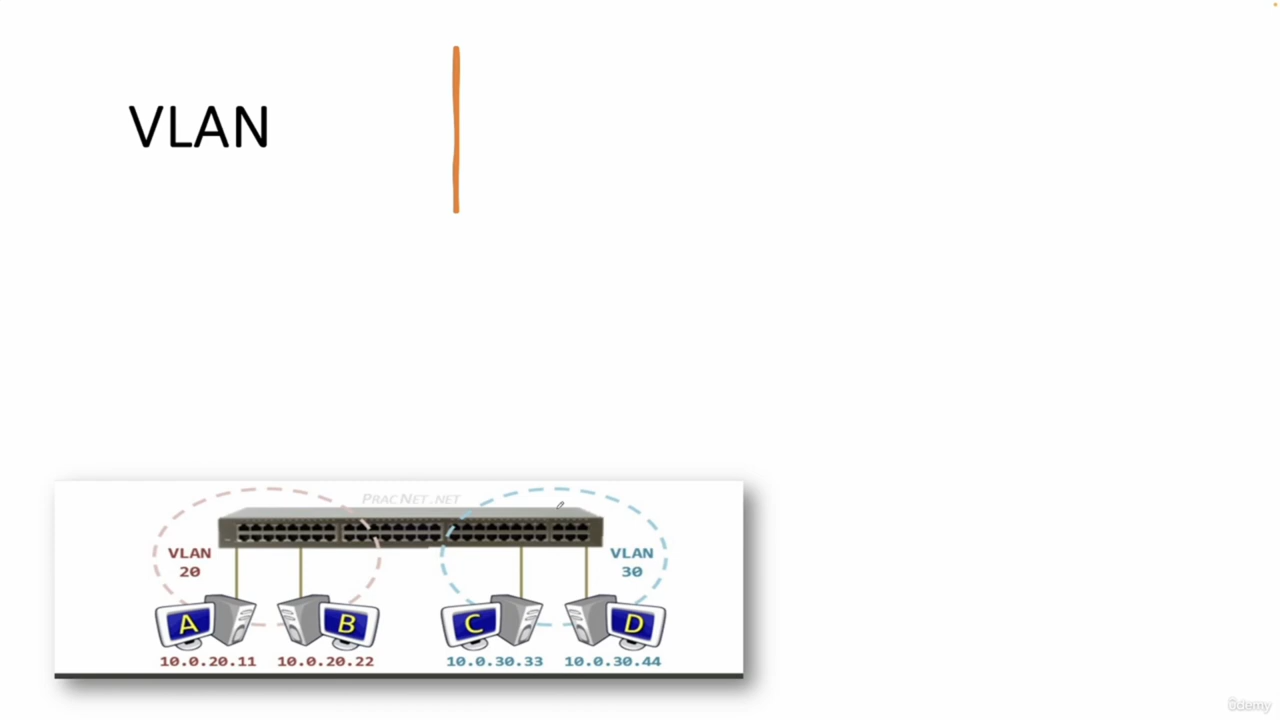 VLAN
PRACNET.NET
VLAN
20
VLAN
30
A
B
C
D
10.0.20.11
10.0.20.22
10.0.30.33
10.0.30.44
ûdemy